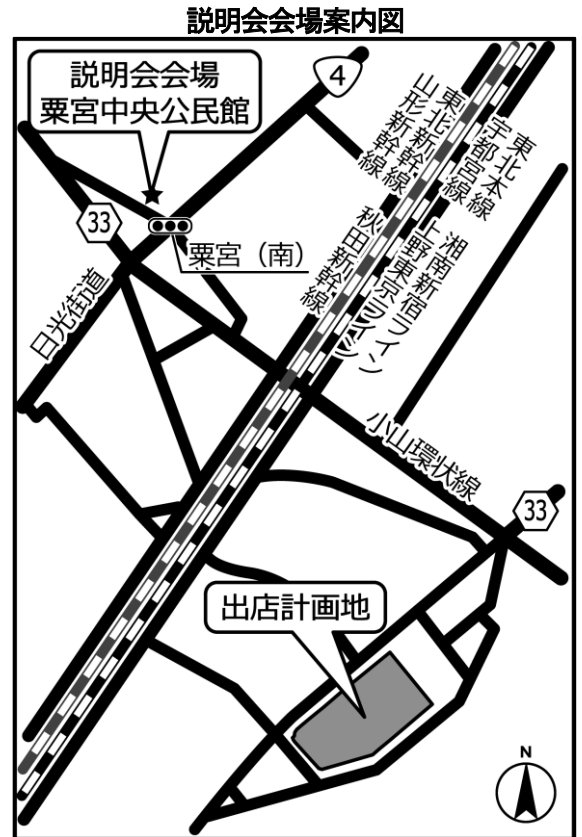 説明会会場案内図
説明会会場
粟宮中央公民館
4
33
粟宮（南）
日光街道
東北本線
宇都宮線
東北新幹線
山形新幹線
秋田新幹線
湘南新宿ライン
上野東京ライン
小山環状線
33
出店計画地
N